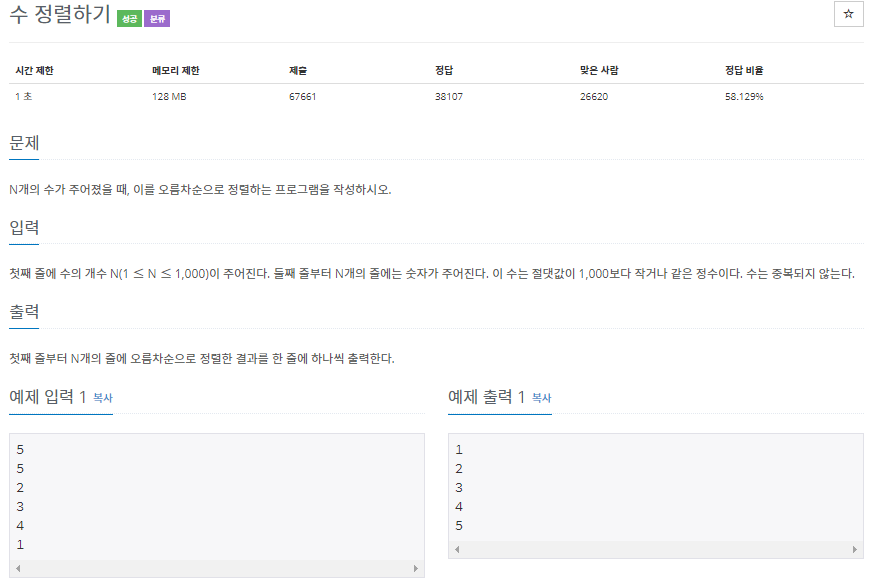 수 정렬하기 성공 분류
☆
시간 제한 메모리 제한 제출 정답 맞은 사람 정답 비율
1 초 128 MB 67661 38107 26620 58.129%
문제
N개의 수가 주어졌을 때, 이를 오름차순으로 정렬하는 프로그램을 작성하시오.
입력
첫째 줄에 수의 개수 N(1 ≤ N ≤ 1,000)이 주어진다. 둘째 줄부터 N개의 줄에는 숫자가 주어진다. 이 수는 절댓값이 1,000보다 작거나 같은 정수이다. 수는 중복되지 않는다.
출력
첫째 줄부터 N개의 줄에 오름차순으로 정렬한 결과를 한 줄에 하나씩 출력한다.
예제 입력 1 복사
5
5
2
3
4
1
예제 출력 1 복사
1
2
3
4
5